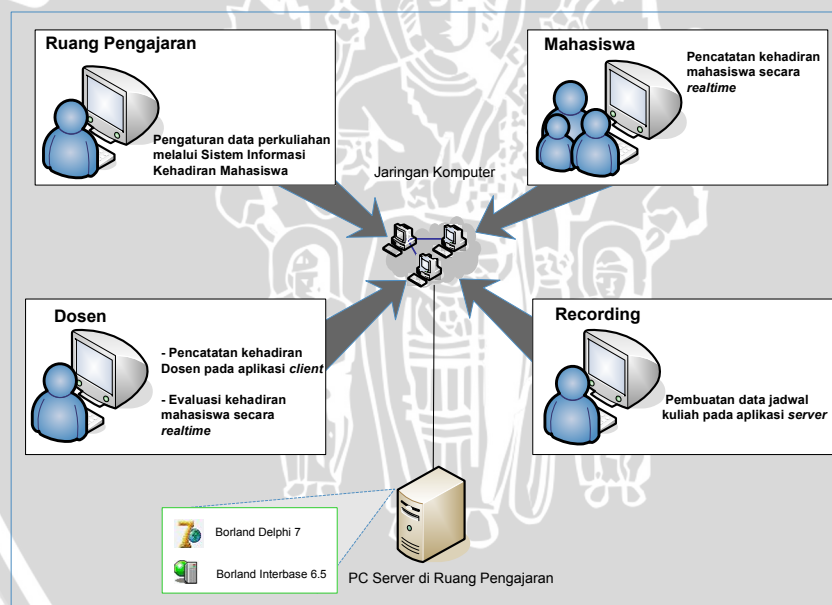 Ruang Pengajaran
Pengaturan data perkuliahan
melalui Sistem Informasi
Kehadiran Mahasiswa
Mahasiswa
Pencatatan kehadiran
mahasiswa secara
realtime
Jaringan Komputer
Dosen
- Pencatatan kehadiran
Dosen pada aplikasi client
- Evaluasi kehadiran
mahasiswa secara
realtime
Recording
Pembuatan data jadwal
kuliah pada aplikasi server
7
Borland Delphi 7
Borland Interbase 6.5
PC Server di Ruang Pengajaran